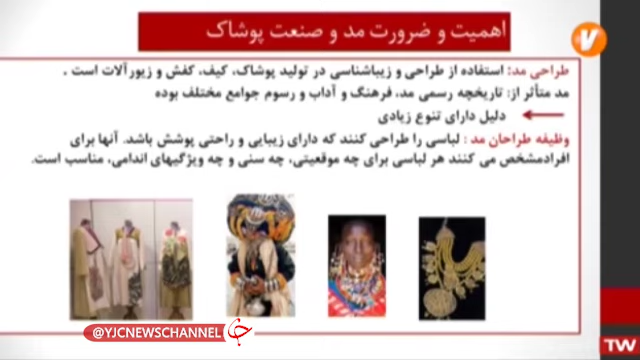 اهمیت و ضرورت مد و صنعت پوشاک
طراحی مد: استفاده از طراحی و زیباشناسی در تولید پوشاک، کیف، کفش و زیورآلات است .
مد متأثر از: تاریخچه رسمی مد، فرهنگ و آداب و رسوم جوامع مختلف بوده
دلیل دارای تنوع زیادی
وظیفه طراحان مد : لباسی را طراحی کنند که دارای زیبایی و راحتی پوشش باشد. آنها برای
افرادمشخص می کنند هر لباسی برای چه موقعیتی، چه سنی و چه ویژگیهای اندامی، مناسب است.
@YJCNEWSCHANNEL
TW